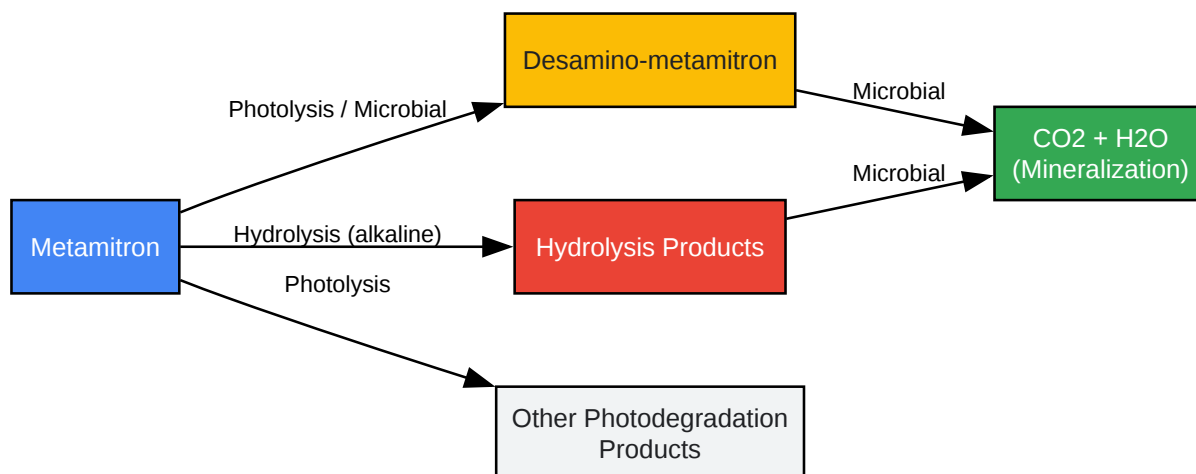 Desamino-metamitron
Photolysis / Microbial
Microbial
CO2 + H2O
(Mineralization)
Microbial
Metamitron
Hydrolysis (alkaline)
Hydrolysis Products
Photolysis
Other Photodegradation
Products